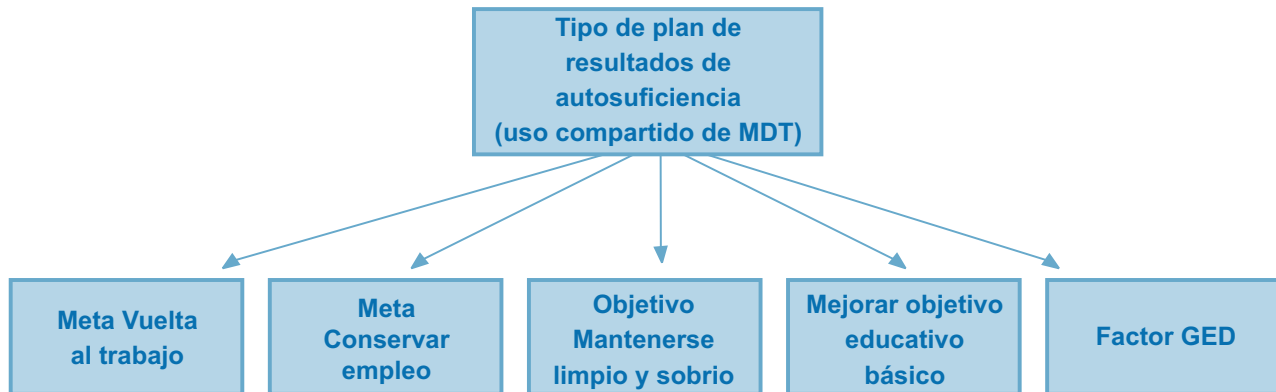 Tipo de plan de
resultados de
autosuficiencia
(uso compartido de MDT)
Meta Vuelta
al trabajo
Meta
Conservar
empleo
Objetivo
Mantenerse
limpio y sobrio
Mejorar objetivo
educativo
básico
Factor GED